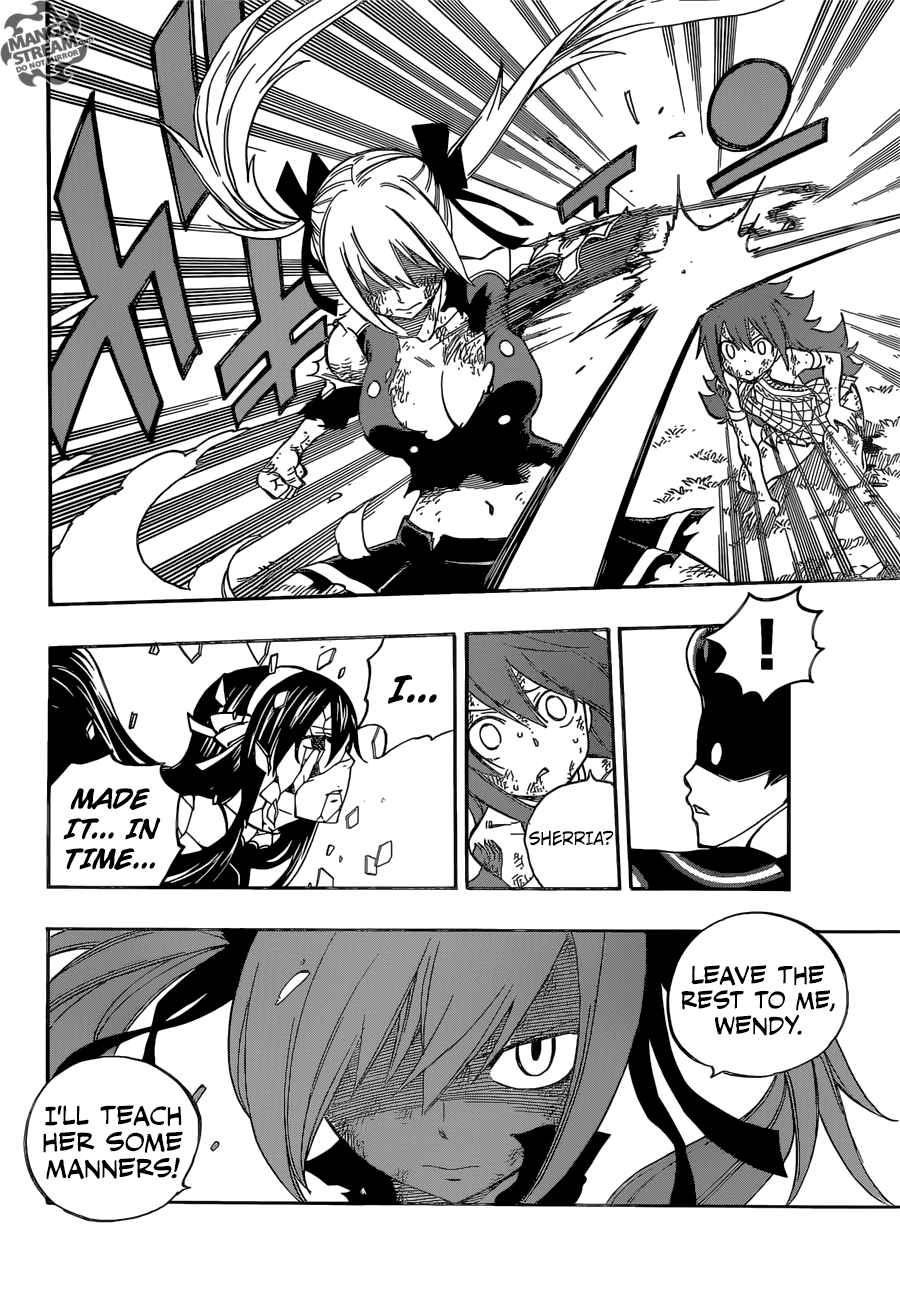 MANGA
STREAM
DO NOT MIRROR
!
SHERRIA?
I...
MADE
IT... IN
TIME...
LEAVE THE
REST TO ME,
WENDY.
I'LL TEACH
HER SOME
MANNERS!